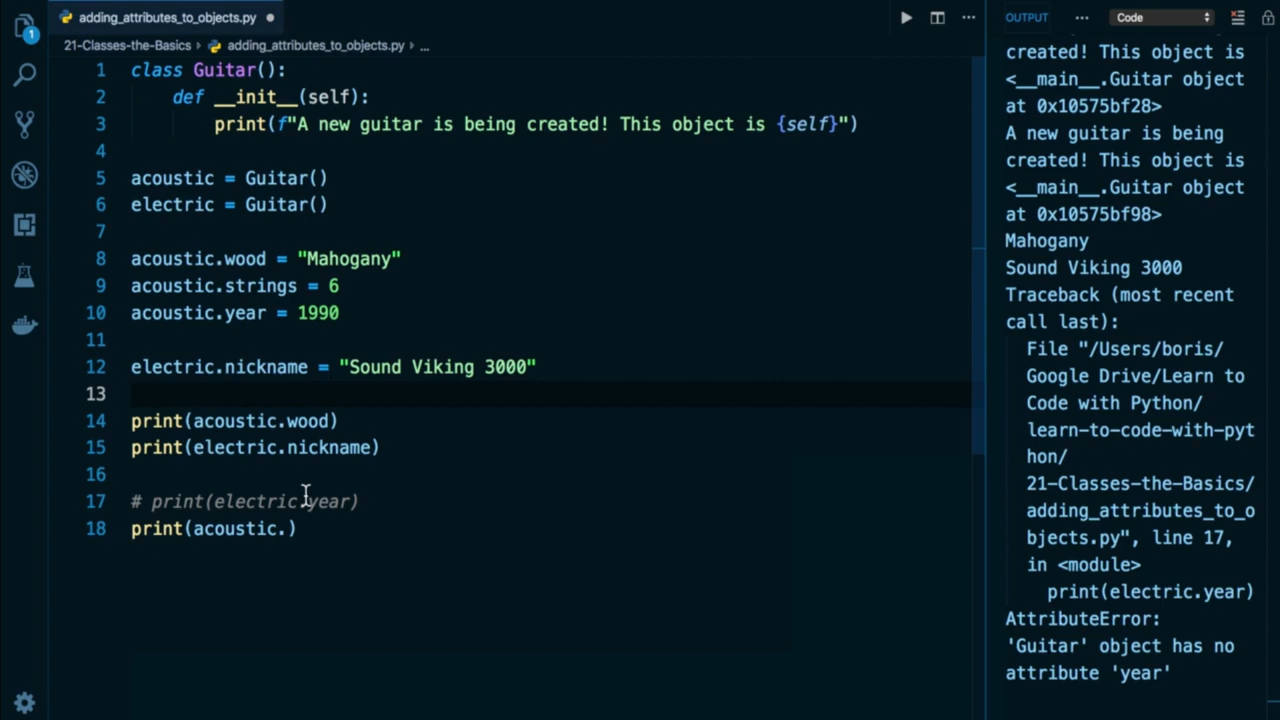 adding_attributes_to_objects.py
21-Classes-the-Basics > adding_attributes_to_objects.py > ...
1 class Guitar():
2 def __init__(self):
3 print(f"A new guitar is being created! This object is {self}")
4
5 acoustic = Guitar()
6 electric = Guitar()
7
8 acoustic.wood = "Mahogany"
9 acoustic.strings = 6
10 acoustic.year = 1990
11
12 electric.nickname = "Sound Viking 3000"
13
14 print(acoustic.wood)
15 print(electric.nickname)
16
17 # print(electric.year)
18 print(acoustic.)
1
OUTPUT
Code
created! This object is
<__main__.Guitar object
at 0x10575bf28>
A new guitar is being
created! This object is
<__main__.Guitar object
at 0x10575bf98>
Mahogany
Sound Viking 3000
Traceback (most recent
call last):
File "/Users/boris/
Google Drive/Learn to
Code with Python/
learn-to-code-with-pyt
hon/
21-Classes-the-Basics/
adding_attributes_to_o
bjects.py", line 17,
in <module>
print(electric.year)
AttributeError:
'Guitar' object has no
attribute 'year'